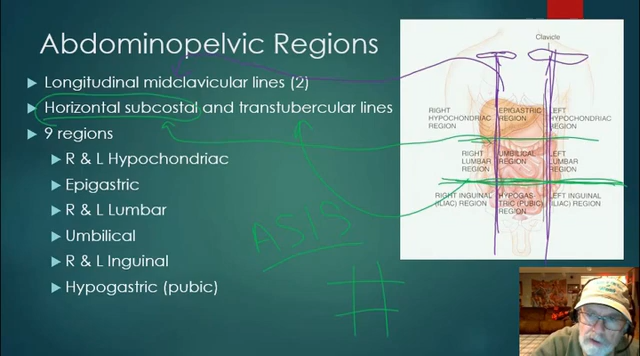 Abdominopelvic Regions
Longitudinal midclavicular lines (2)
Horizontal subcostal and transtubercular lines
9 regions
R & L Hypochondriac
Epigastric
R & L Lumbar
Umbilical
R & L Inguinal
Hypogastric (pubic)
ASIS
Clavicle
RIGHT
HYPOCHONDRIAC
REGION
EPIGASTRIC
REGION
LEFT
HYPOCHONDRIAC
REGION
RIGHT
LUMBAR
REGION
UMBILICAL
REGION
LEFT
LUMBAR
REGION
RIGHT INGUINAL
(ILIAC) REGION
HYPOGAS-
TRIC (PUBIC)
REGION
LEFT INGUINAL
(ILIAC) REGION